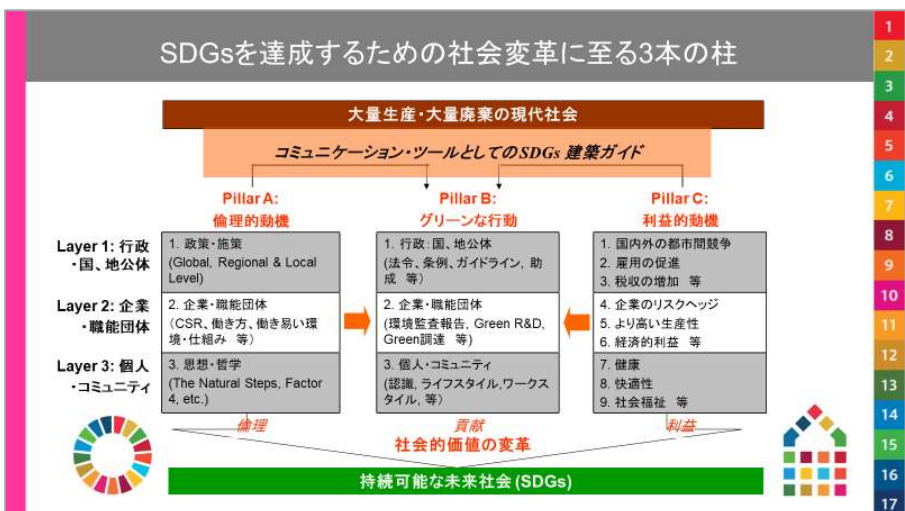 SDGsを達成するための社会変革に至る3本の柱
大量生産・大量廃棄の現代社会
コミュニケーション・ツールとしてのSDGs 建築ガイド
Pillar A:
倫理的動機
Pillar B:
グリーンな行動
Pillar C:
利益的動機
Layer 1: 行政
・国、地公体
1. 政策・施策
(Global, Regional & Local
Level)
1. 行政:国、地公体
(法令、条例、ガイドライン, 助
成 等)
1. 国内外の都市間競争
2. 雇用の促進
3. 税収の増加 等
Layer 2: 企業
・職能団体
2. 企業・職能団体
(CSR、働き方、働き易い環
境・仕組み 等)
2. 企業・職能団体
(環境監査報告, Green R&D,
Green調達 等)
4. 企業のリスクヘッジ
5. より高い生産性
6. 経済的利益 等
Layer 3: 個人
・コミュニティ
3. 思想・哲学
(The Natural Steps, Factor
4, etc.)
3. 個人・コミュニティ
(認識, ライフスタイル,ワークス
タイル, 等)
7. 健康
8. 快適性
9. 社会福祉 等
倫理
貢献
利益
社会的価値の変革
持続可能な未来社会 (SDGs)
1
2
3
4
5
6
7
8
9
10
11
12
13
14
15
16
17